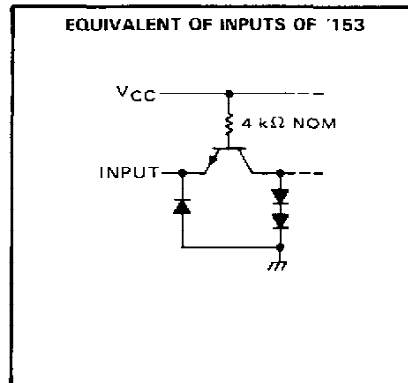 EQUIVALENT OF INPUTS OF '153
VCC
4 kΩ NOM
INPUT